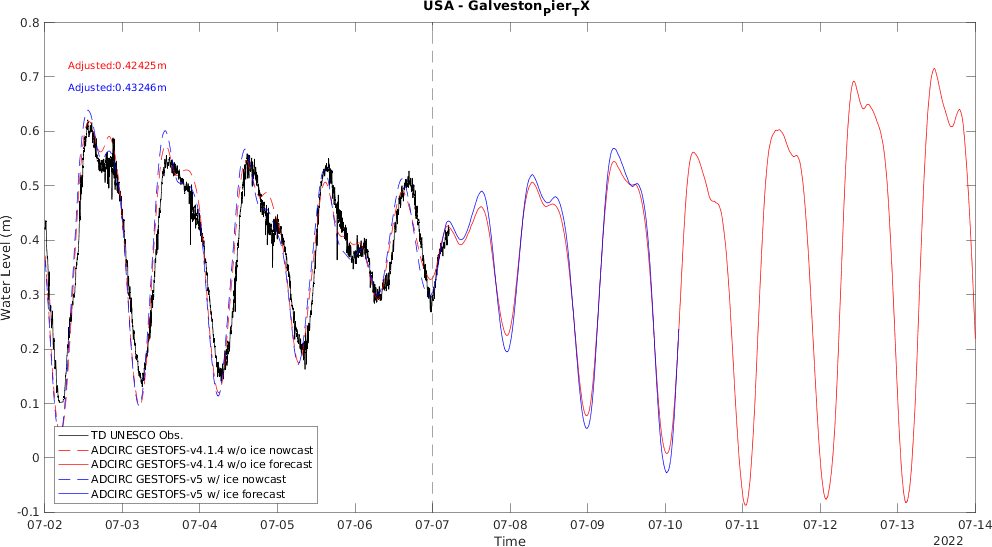 USA - Galveston_Pier_TX
0.8
0.7
0.6
0.5
0.4
0.3
0.2
0.1
0
-0.1
Water Level (m)
Adjusted:0.42425m
Adjusted:0.43246m
TD UNESCO Obs.
ADCIRC GESTOFS-v4.1.4 w/o ice nowcast
ADCIRC GESTOFS-v4.1.4 w/o ice forecast
ADCIRC GESTOFS-v5 w/ ice nowcast
ADCIRC GESTOFS-v5 w/ ice forecast
07-02 07-03 07-04 07-05 07-06 07-07 07-08 07-09 07-10 07-11 07-12 07-13 07-14
Time
2022